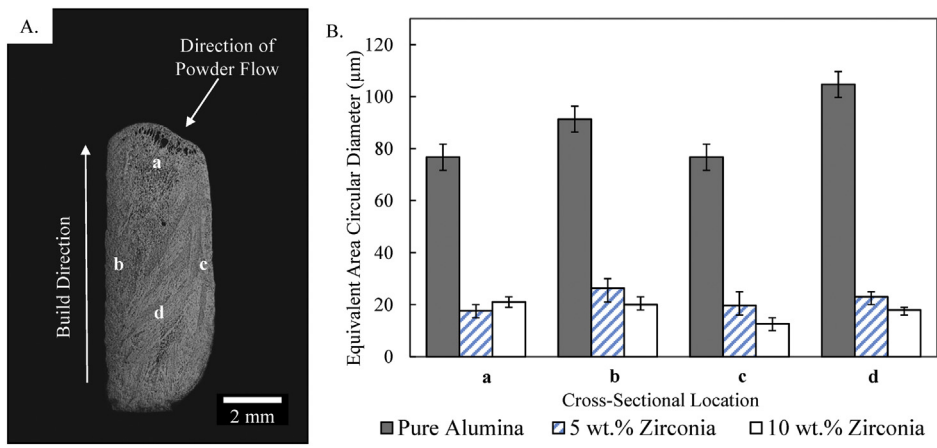 A.
Direction of
Powder Flow
a
b
c
d
Build Direction
2 mm
B.
Equivalent Area Circular Diameter (μm)
120
100
80
60
40
20
0
a b c d
Cross-Sectional Location
Pure Alumina 5 wt.% Zirconia 10 wt.% Zirconia